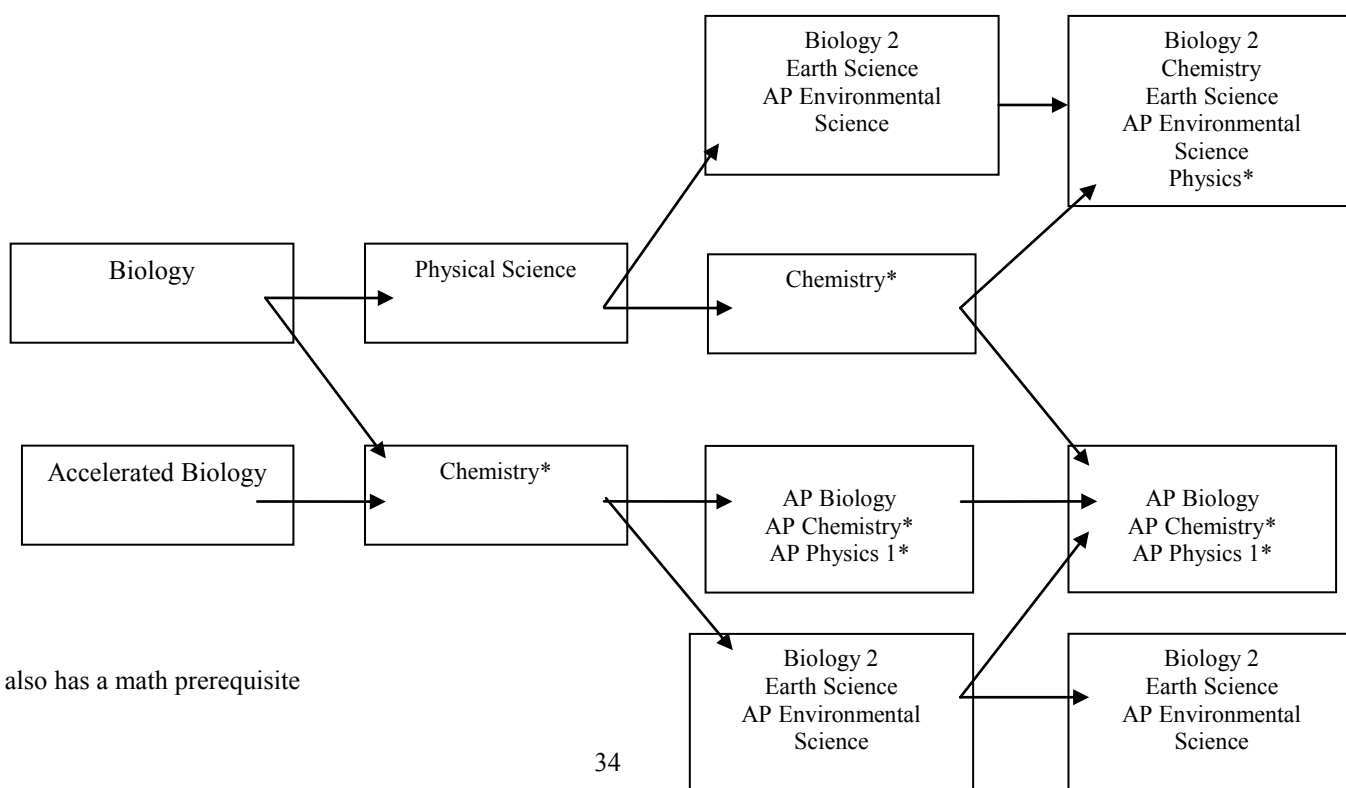 Biology 2
Earth Science
AP Environmental
Science
Biology 2
Chemistry
Earth Science
AP Environmental
Science
Physics*
Biology
Physical Science
Chemistry*
Accelerated Biology
Chemistry*
AP Biology
AP Chemistry*
AP Physics 1*
AP Biology
AP Chemistry*
AP Physics 1*
also has a math prerequisite
Biology 2
Earth Science
AP Environmental
Science
Biology 2
Earth Science
AP Environmental
Science
34